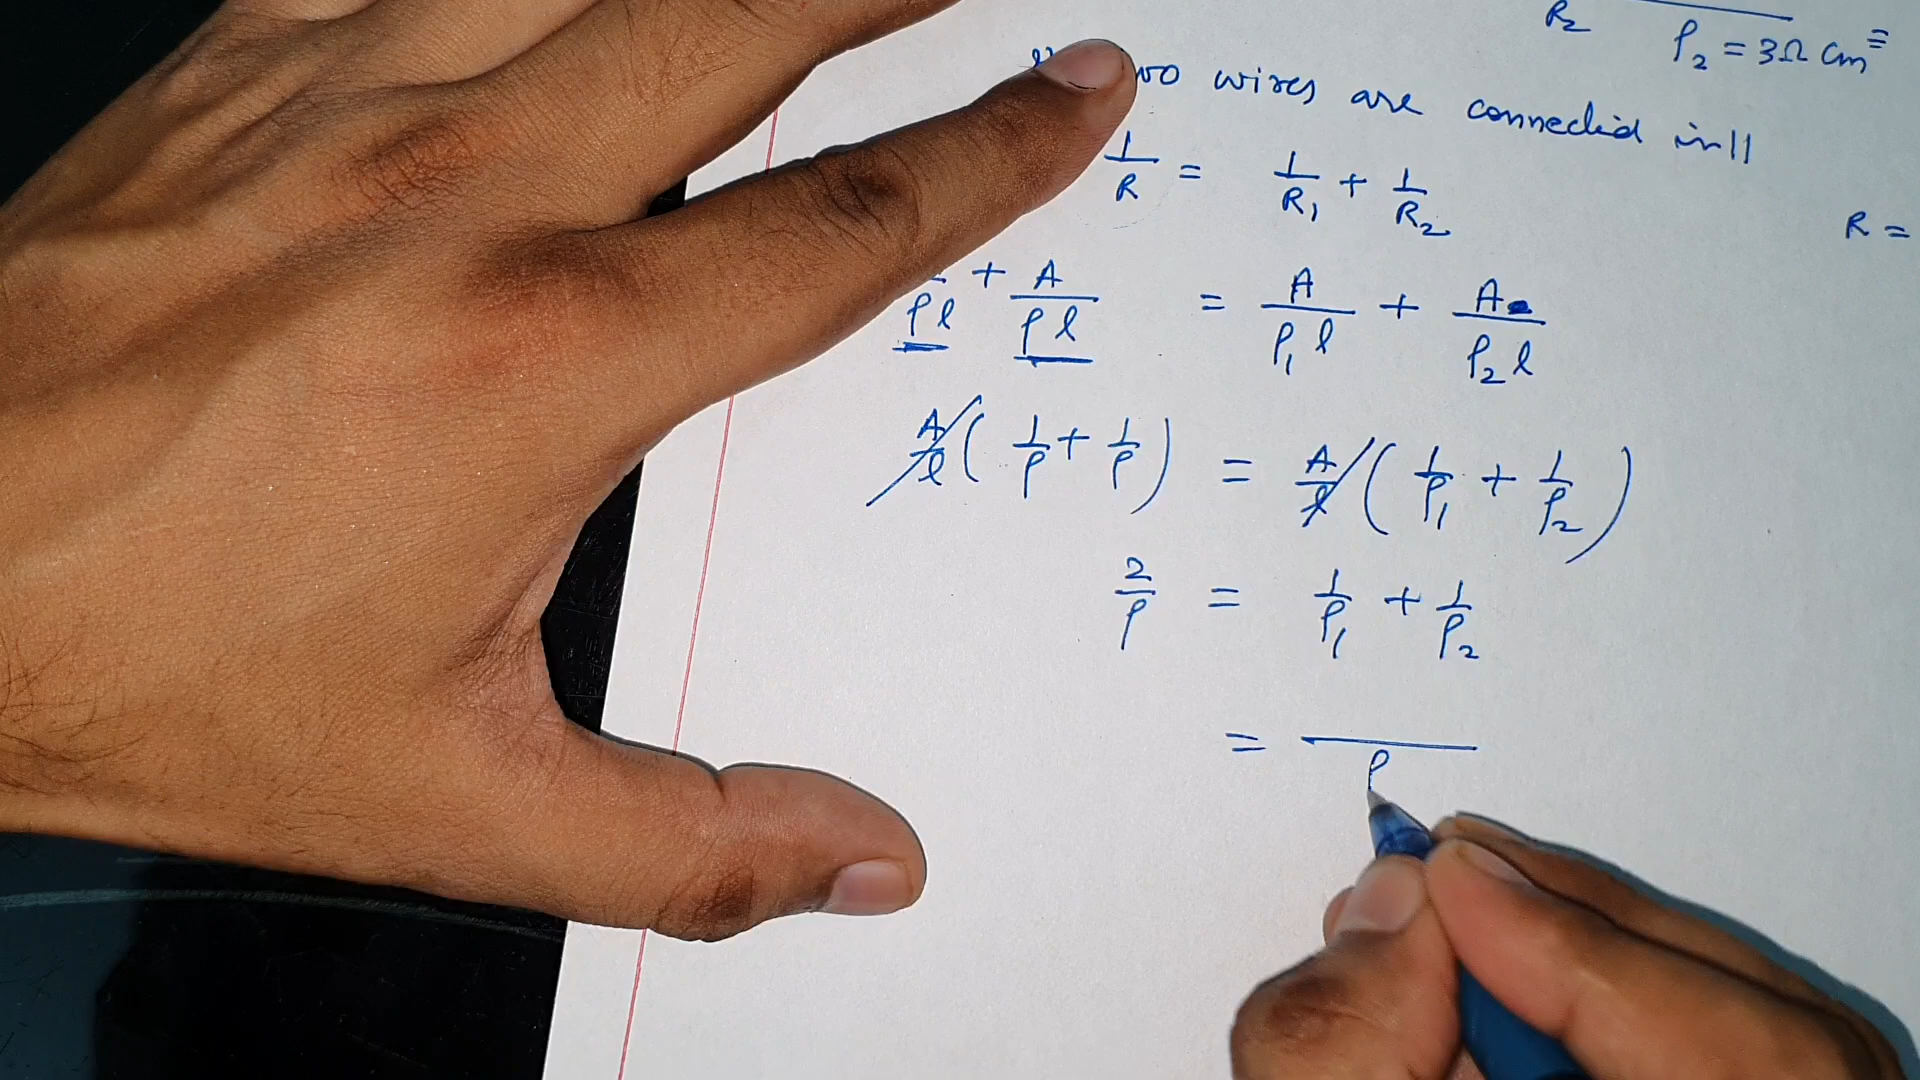 R₂
ρ₂ = 3Ω cm
wires are connected in ||
1/R = 1/R₁ + 1/R₂
R =
ρl + A/ρl = A/ρ₁l + A/ρ₂l
A/l ( 1/ρ + 1/ρ ) = A/l ( 1/ρ₁ + 1/ρ₂ )
2/ρ = 1/ρ₁ + 1/ρ₂
= /ρ